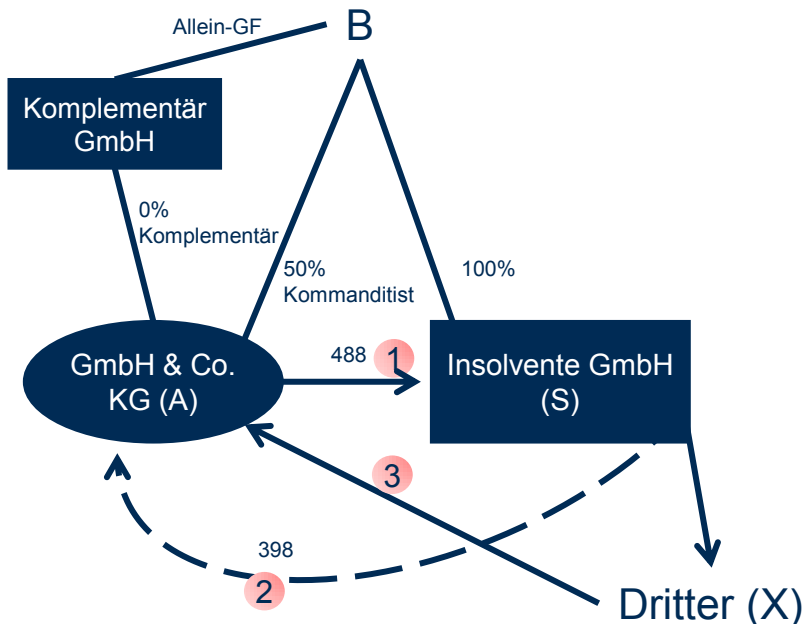 Allein-GF
B
Komplementär
GmbH
0%
Komplementär
50%
Kommanditist
100%
GmbH & Co.
KG (A)
488
1
Insolvente GmbH
(S)
3
398
2
Dritter (X)